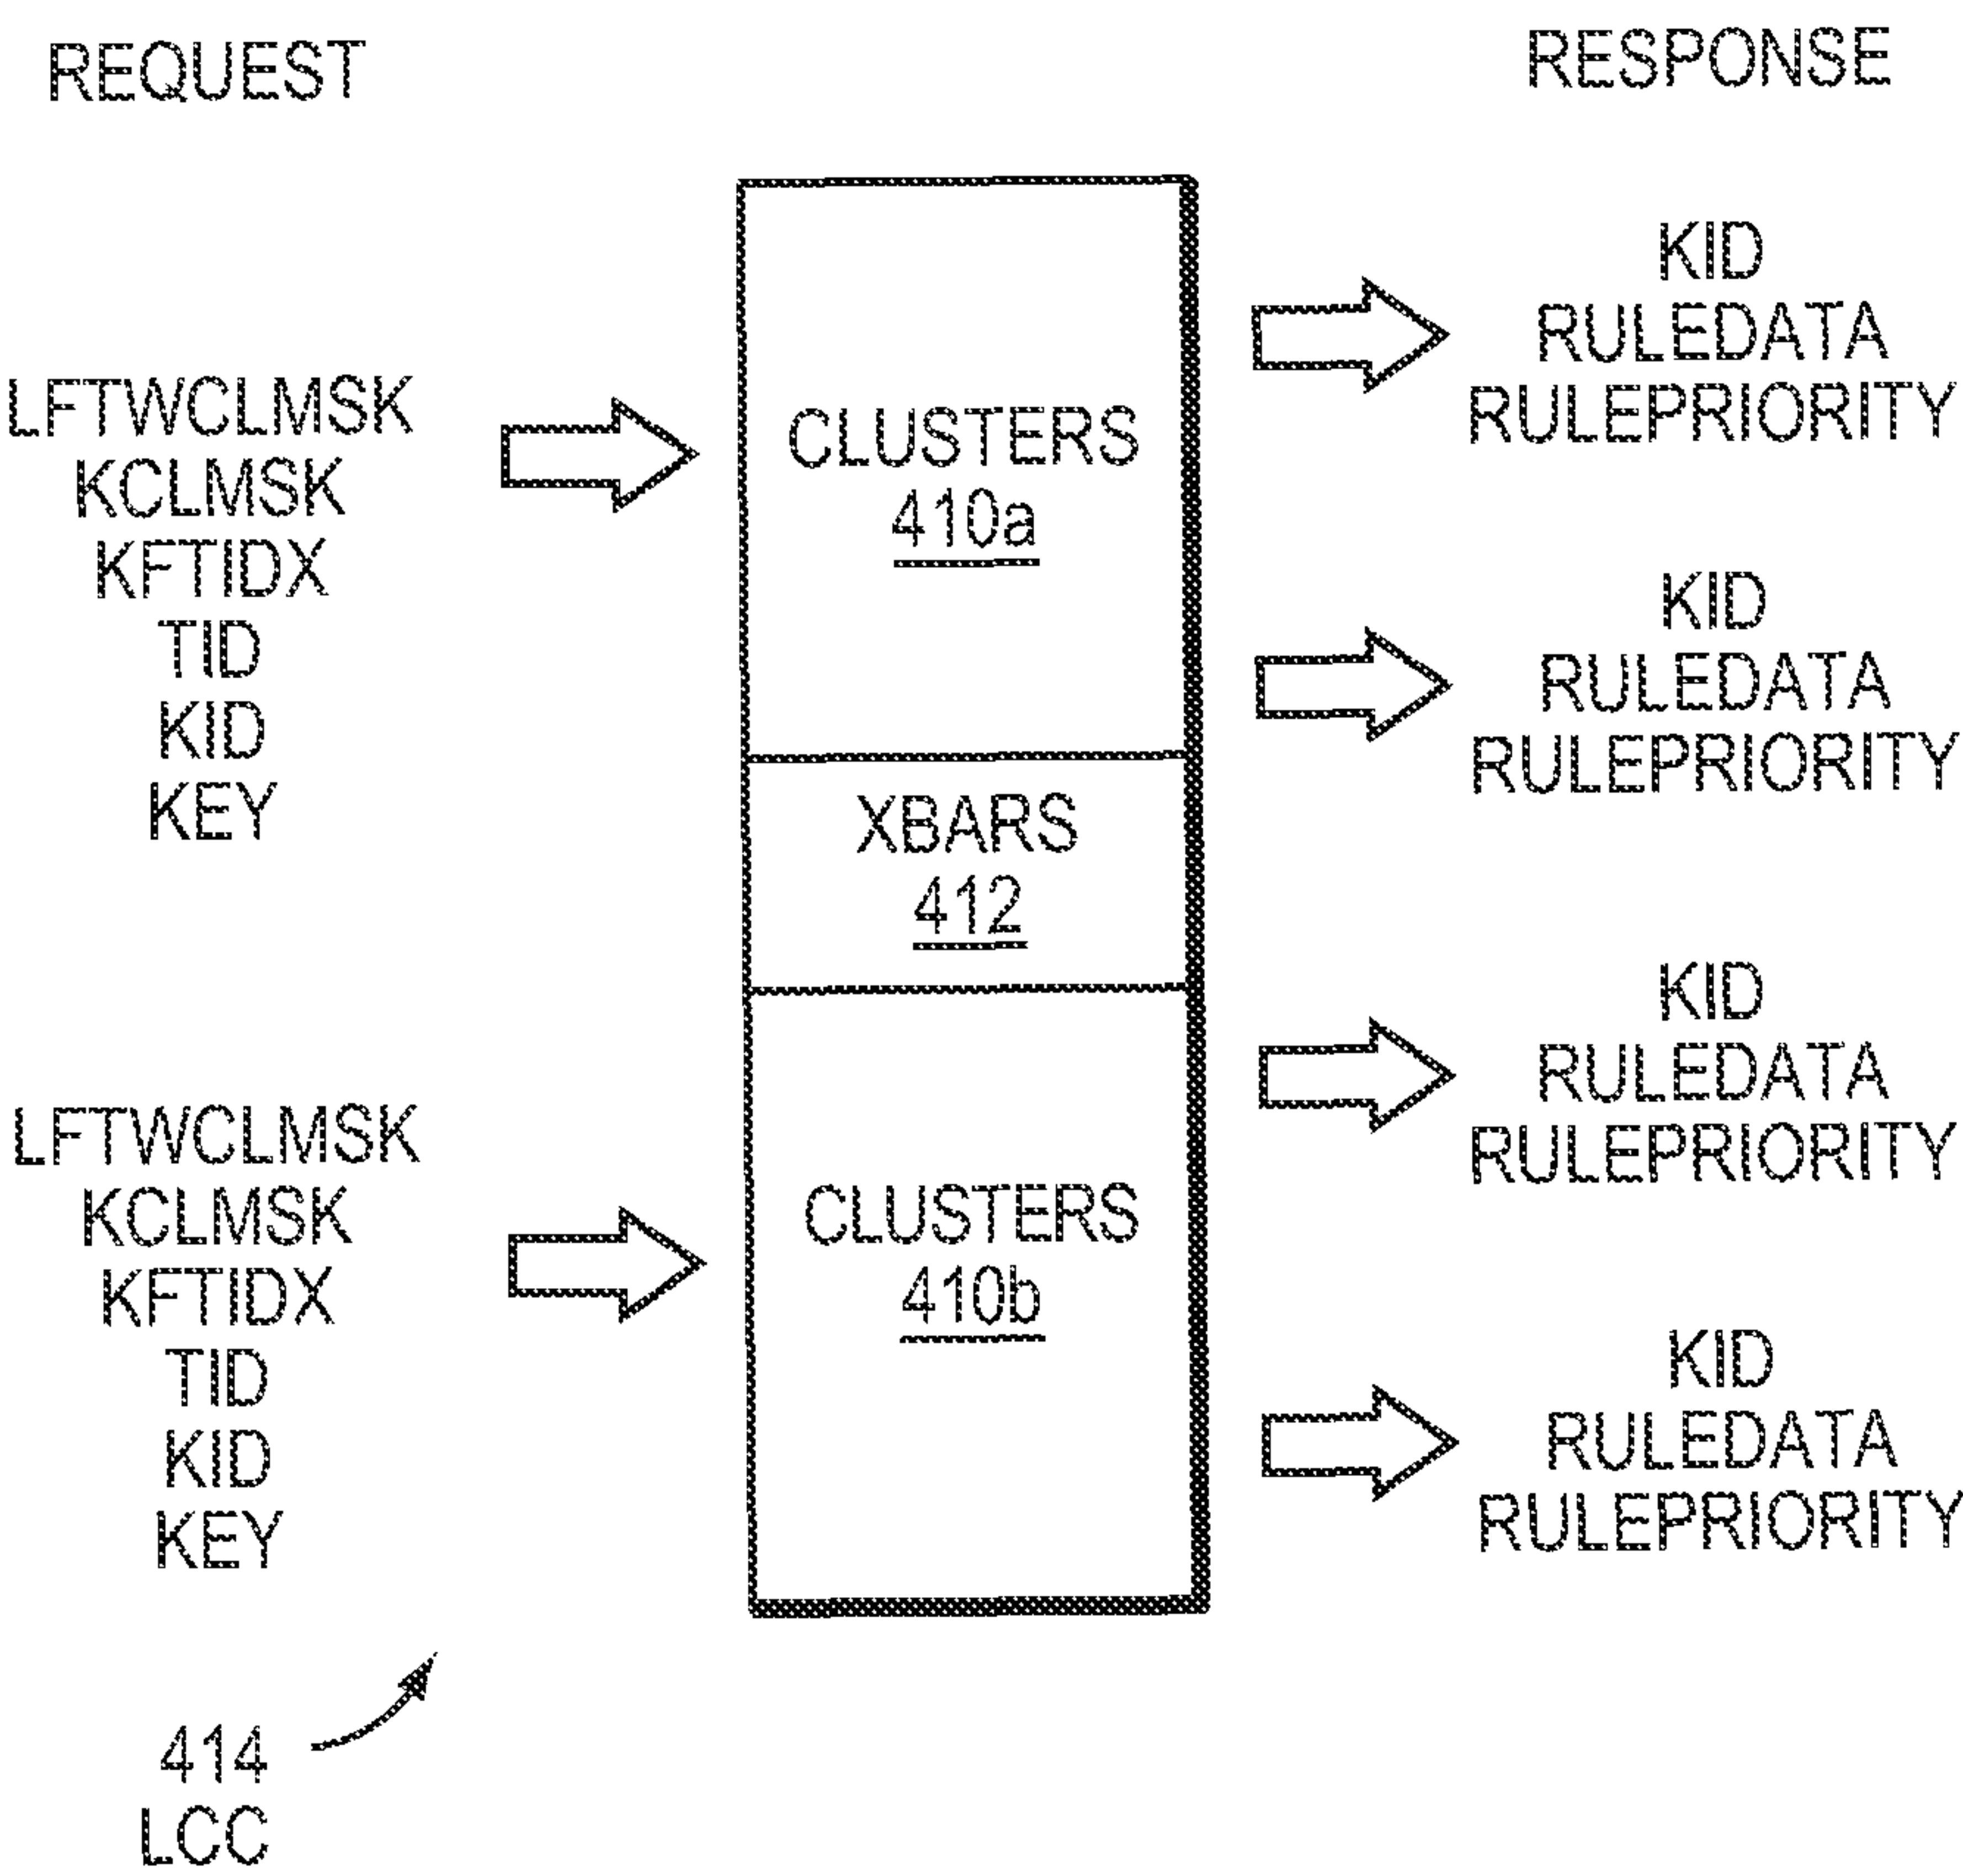 REQUEST
RESPONSE
LFTWCLMSK
KCLMSK
KFTIDX
TID
KID
KEY
LFTWCLMSK
KCLMSK
KFTIDX
TID
KID
KEY
414
LCC
CLUSTERS
410a
XBARS
412
CLUSTERS
410b
KID
RULEDATA
RULEPRIORITY
KID
RULEDATA
RULEPRIORITY
KID
RULEDATA
RULEPRIORITY
KID
RULEDATA
RULEPRIORITY